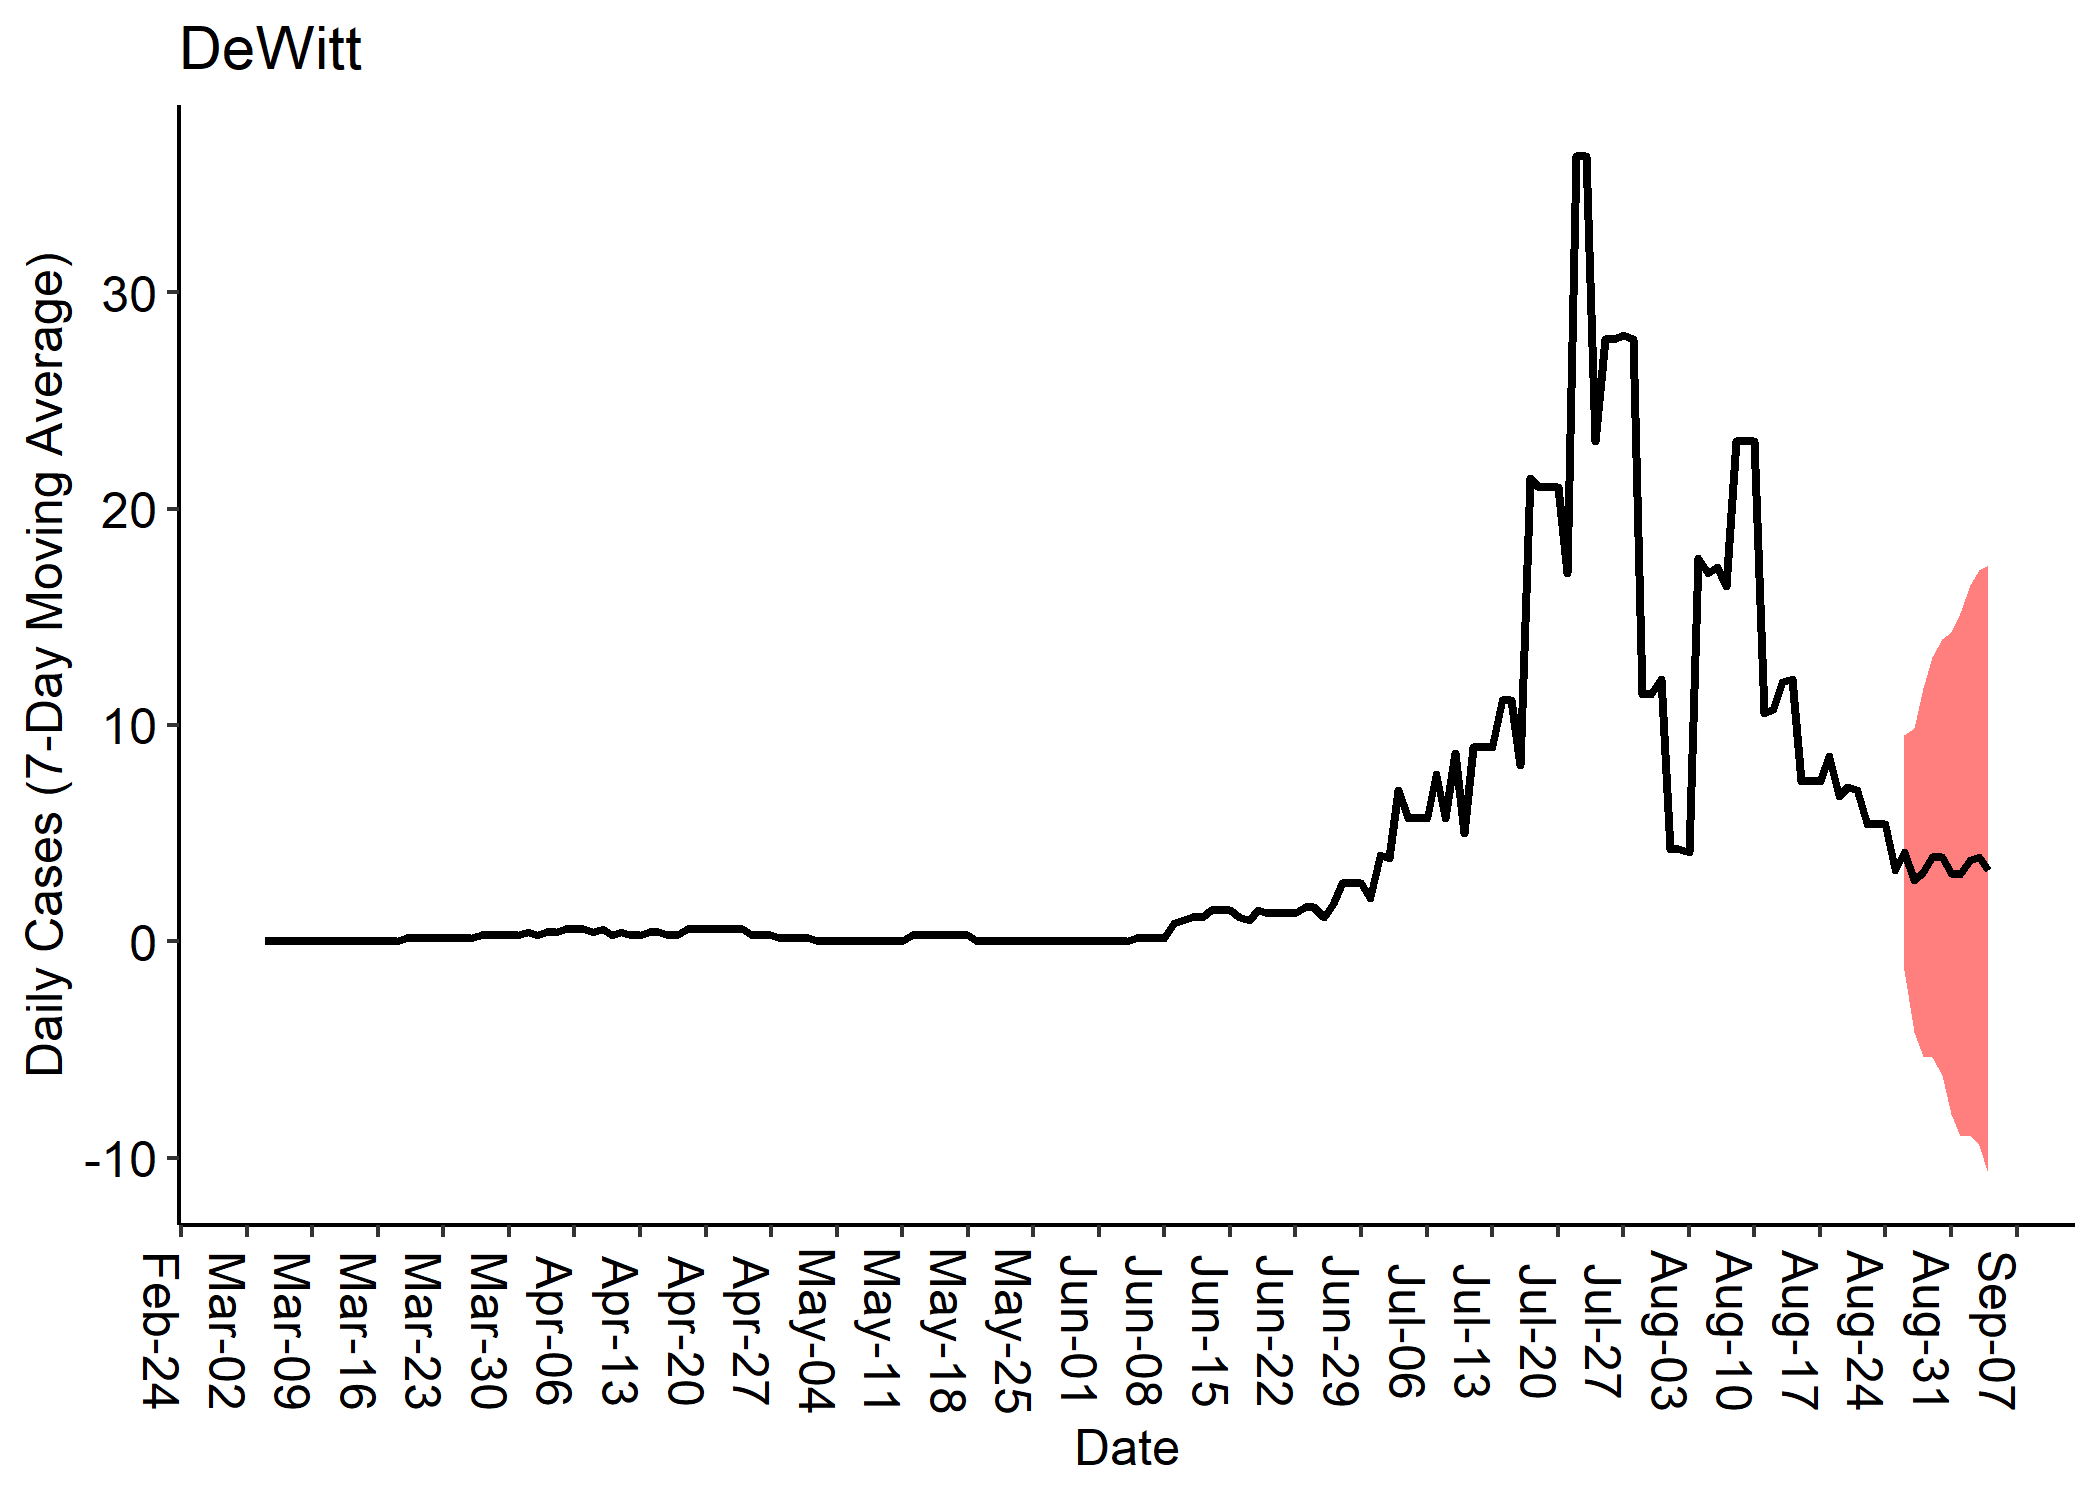 DeWitt
Daily Cases (7-Day Moving Average)
30
20
10
0
-10
Feb-24
Mar-02
Mar-09
Mar-16
Mar-23
Mar-30
Apr-06
Apr-13
Apr-20
Apr-27
May-04
May-11
May-18
May-25
Jun-01
Jun-08
Jun-15
Jun-22
Jun-29
Jul-06
Jul-13
Jul-20
Jul-27
Aug-03
Aug-10
Aug-17
Aug-24
Aug-31
Sep-07
Date